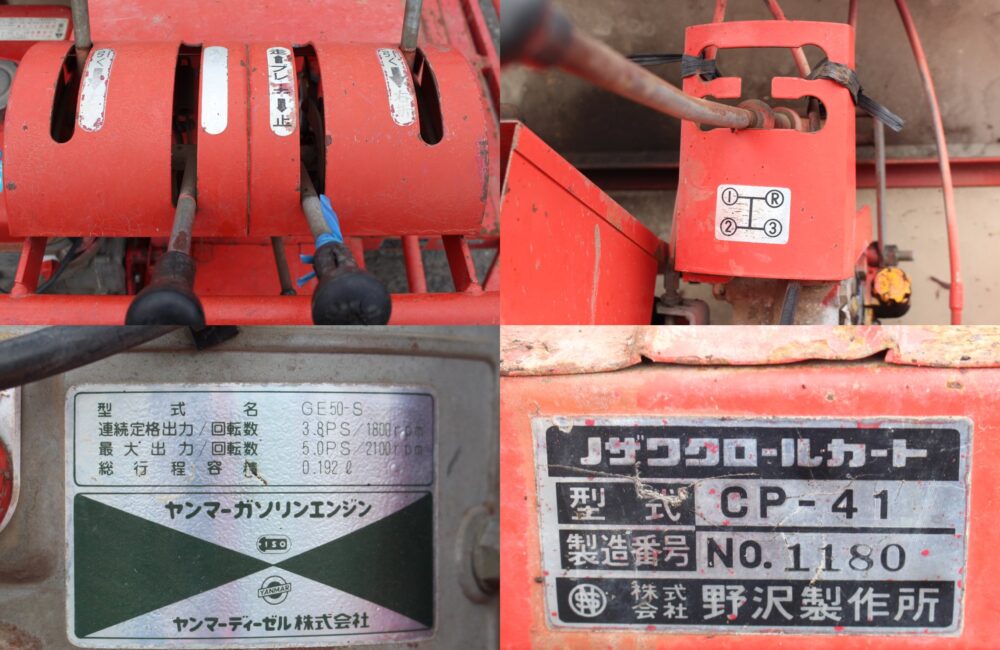 引く
走 ブレーキ 止
引く
1 R
2 3
型式名 GE50-S
連続定格出力/回転数 3.8PS/1800rpm
最大出力/回転数 5.0PS/2100rpm
総行程容積 0.192ℓ
ヤンマーガソリンエンジン
ISO
YANMAR
ヤンマーディーゼル株式会社
ノザワクロールカート
型式 CP-41
製造番号 NO.1180
株式会社 野沢製作所